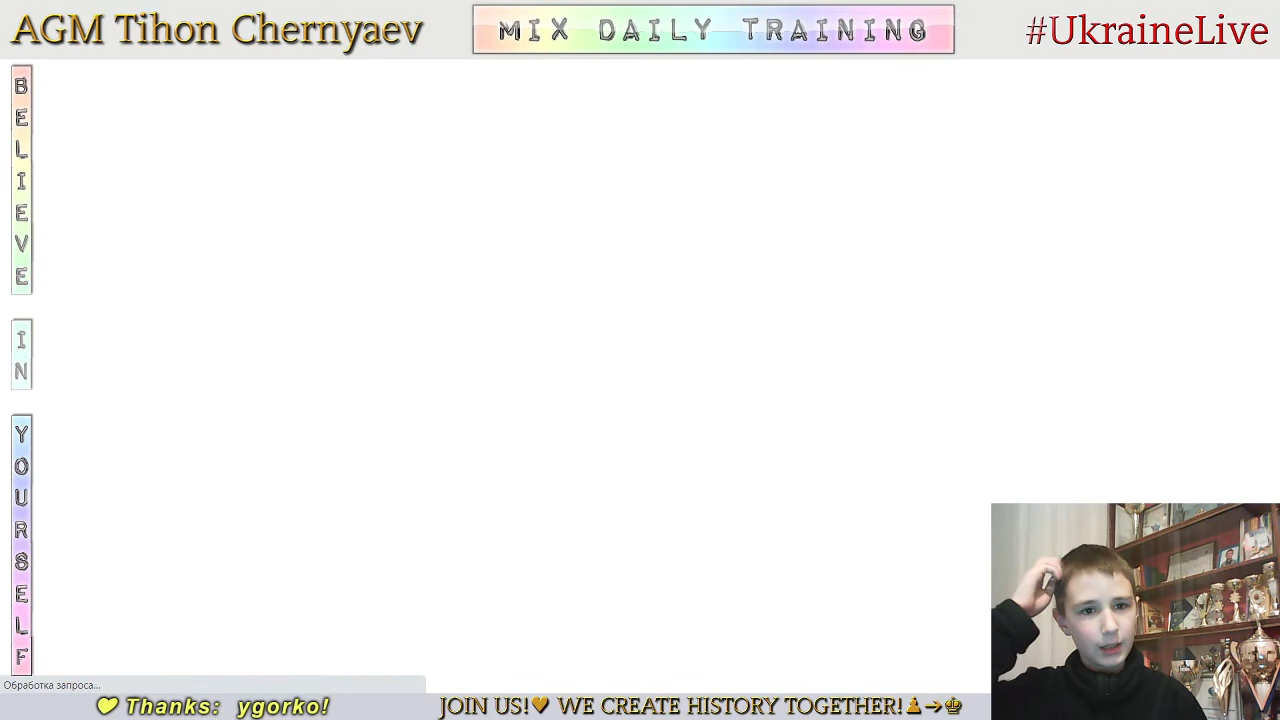 AGM Tihon Chernyaev
MIX DAILY TRAINING
#UkraineLive
BELIEVE
IN
YOURSELF
Обработка запроса...
Thanks: ygorko!
JOIN US!♥ WE CREATE HISTORY TOGETHER!♟→♚